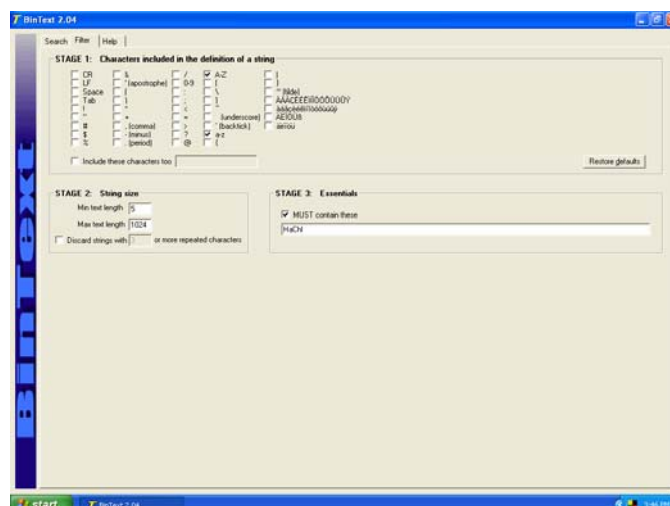 BinText 2.04
Search Filter Help
STAGE 1: Characters included in the definition of a string
CR & / A-Z |
LF ' (apostrophe) 0-9 [ }
Space ( : \ ~ (tilde)
Tab ) ; ]
! * < ^
" + = _ (underscore)
# , (comma) > ` (backtick)
$ - (minus) ? a-z
% . (period) @ {
Include these characters too
Restore defaults
STAGE 2: String size
Min text length 5
Max text length 1024
Discard strings with 3 or more repeated characters
STAGE 3: Essentials
MUST contain these
HaChI
BinText
start
BinText 2.04